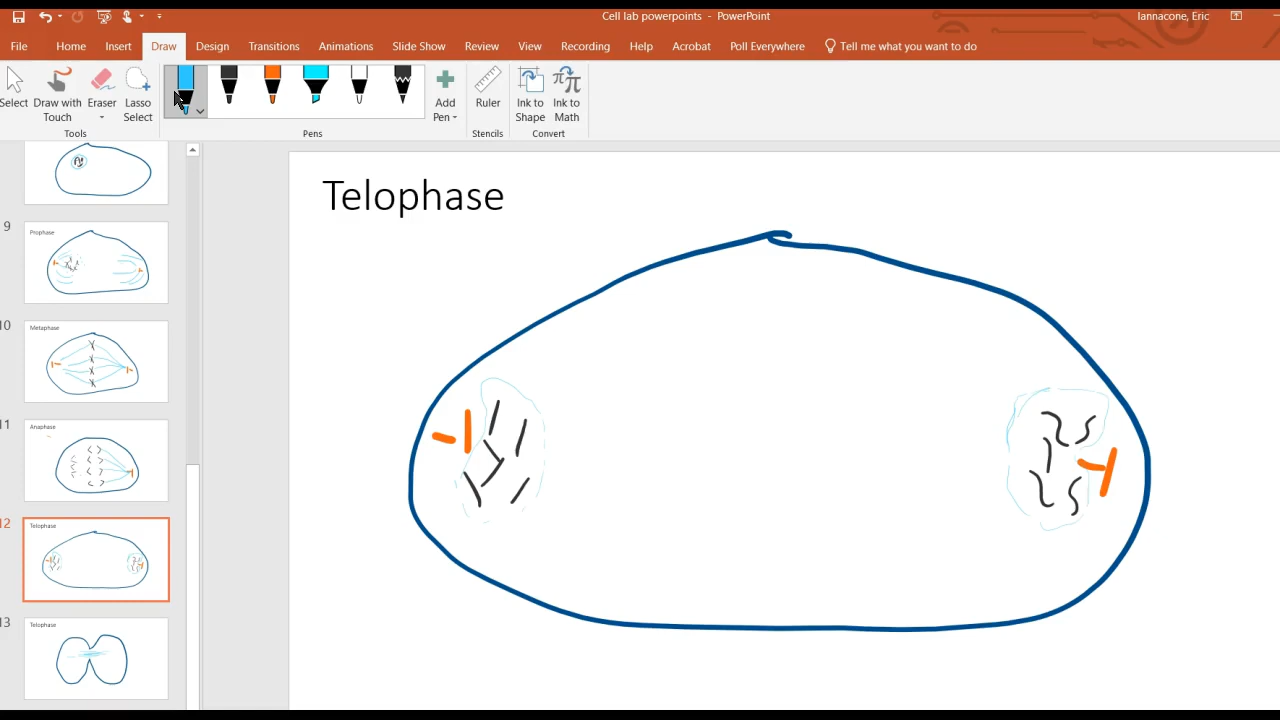 Cell lab powerpoints - PowerPoint
Iannacone, Eric
File Home Insert Draw Design Transitions Animations Slide Show Review View Recording Help Acrobat Poll Everywhere Tell me what you want to do
Select
Draw with Touch
Eraser
Lasso Select
Add Pen
Ruler
Ink to Shape
Ink to Math
Tools
Pens
Stencils
Convert
9
Prophase
10
Metaphase
11
Anaphase
12
Telophase
13
Telophase
Telophase